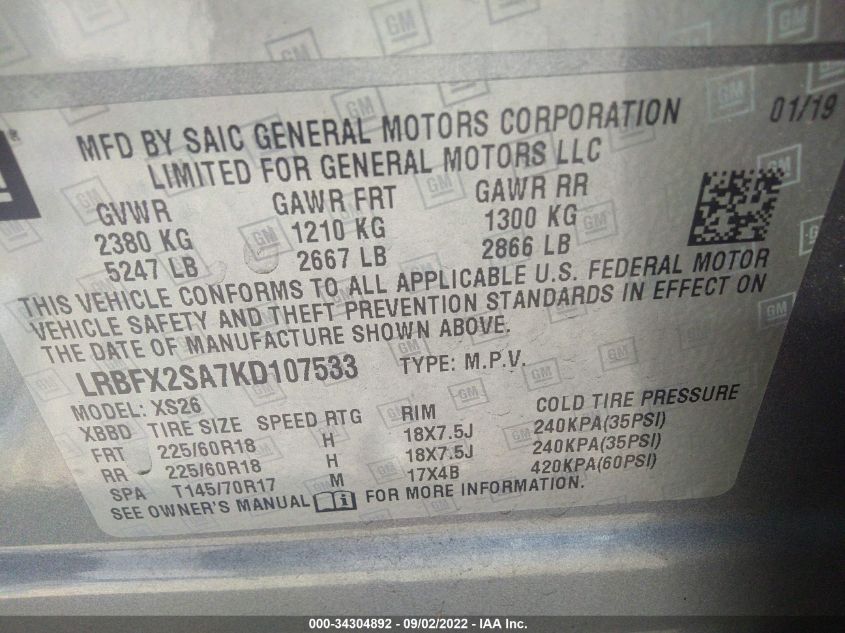 MFD BY SAIC GENERAL MOTORS CORPORATION 01/19
LIMITED FOR GENERAL MOTORS LLC
GVWR GAWR FRT GAWR RR
2380 KG 1210 KG 1300 KG
5247 LB 2667 LB 2866 LB
THIS VEHICLE CONFORMS TO ALL APPLICABLE U.S. FEDERAL MOTOR
VEHICLE SAFETY AND THEFT PREVENTION STANDARDS IN EFFECT ON
THE DATE OF MANUFACTURE SHOWN ABOVE.
LRBFX2SA7KD107533 TYPE: M.P.V.
MODEL: XS26
XBBD TIRE SIZE SPEED RTG RIM COLD TIRE PRESSURE
FRT 225/60R18 H 18X7.5J 240KPA(35PSI)
RR 225/60R18 H 18X7.5J 240KPA(35PSI)
SPA T145/70R17 M 17X4B 420KPA(60PSI)
SEE OWNER'S MANUAL FOR MORE INFORMATION.
000-34304892 - 09/02/2022 - IAA Inc.